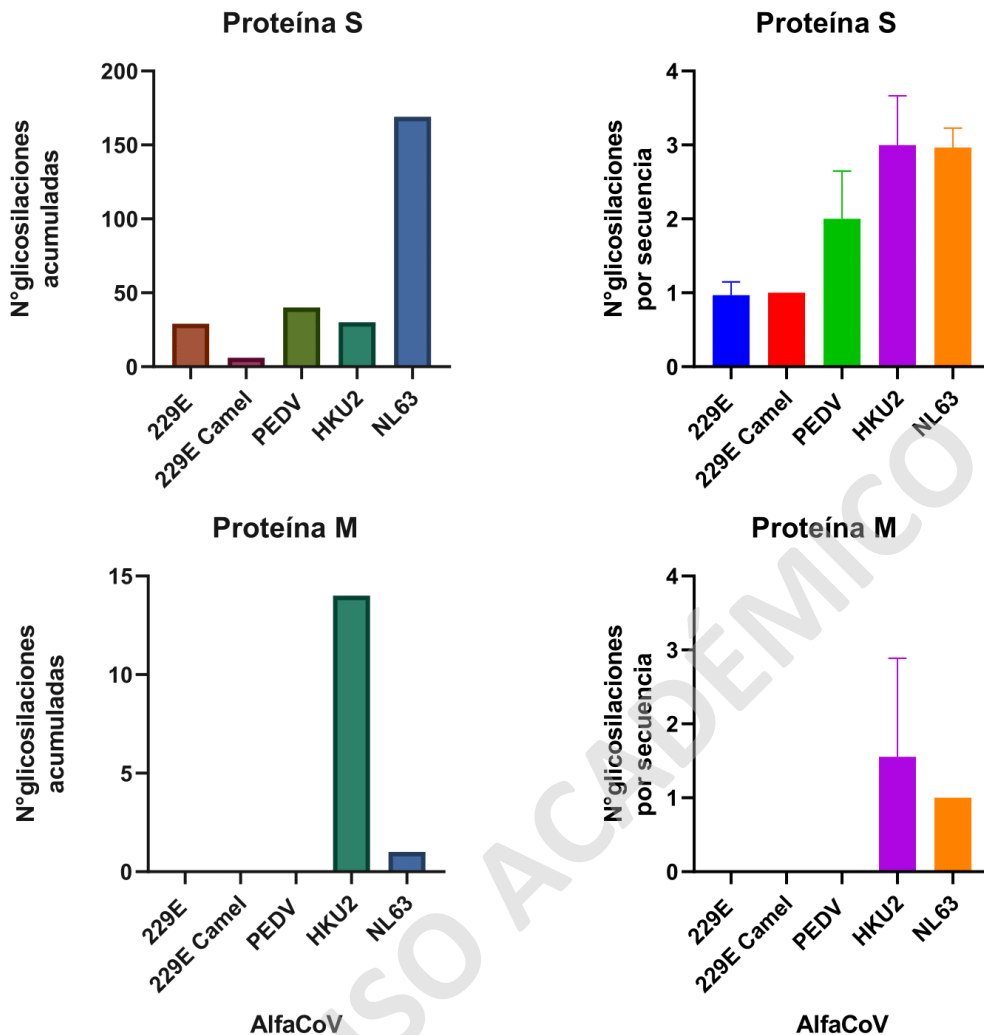 Proteína S
N°glicosilaciones
acumuladas
200
150
100
50
0
229E
229E Camel
PEDV
HKU2
NL63
Proteína S
N°glicosilaciones
por secuencia
4
3
2
1
0
229E
229E Camel
PEDV
HKU2
NL63
Proteína M
N°glicosilaciones
acumuladas
15
10
5
0
229E
229E Camel
PEDV
HKU2
NL63
AlfaCoV
Proteína M
N°glicosilaciones
por secuencia
4
3
2
1
0
229E
229E Camel
PEDV
HKU2
NL63
AlfaCoV
ACADÉMICO